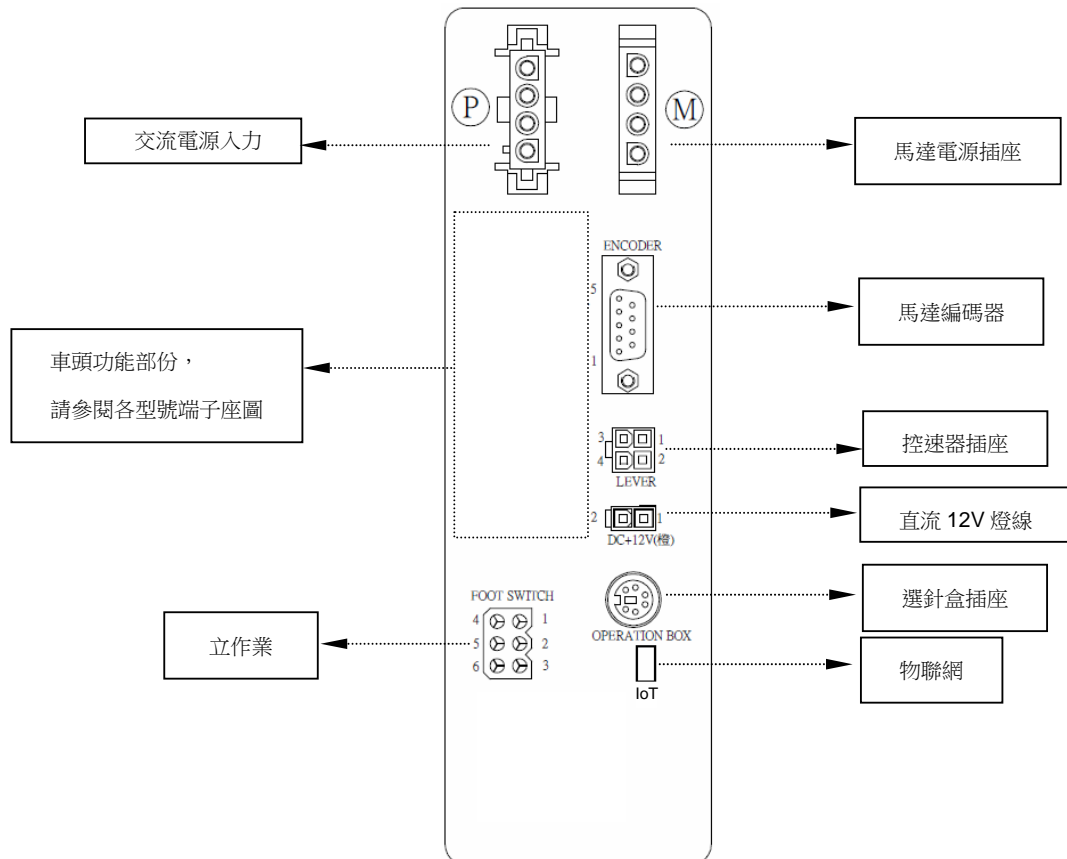 P
M
交流電源入力
馬達電源插座
ENCODER
5
1
馬達編碼器
車頭功能部份，
請參閱各型號端子座圖
3 1
4 2
LEVER
控速器插座
2 1
DC+12V(橙)
直流 12V 燈線
FOOT SWITCH
4 1
5 2
6 3
立作業
OPERATION BOX
選針盒插座
IoT
物聯網